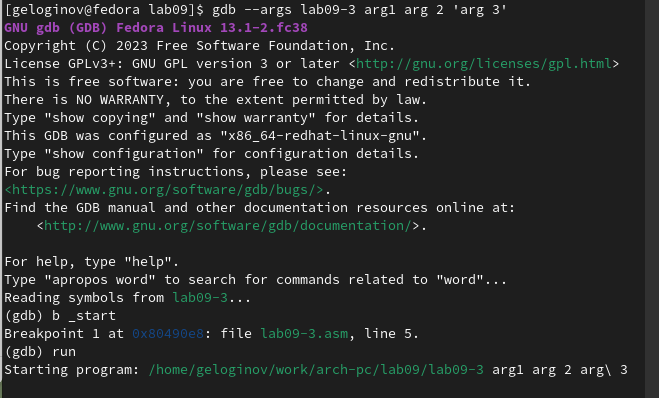 [geloginov@fedora lab09]$ gdb --args lab09-3 arg1 arg 2 'arg 3'
GNU gdb (GDB) Fedora Linux 13.1-2.fc38
Copyright (C) 2023 Free Software Foundation, Inc.
License GPLv3+: GNU GPL version 3 or later <http://gnu.org/licenses/gpl.html>
This is free software: you are free to change and redistribute it.
There is NO WARRANTY, to the extent permitted by law.
Type "show copying" and "show warranty" for details.
This GDB was configured as "x86_64-redhat-linux-gnu".
Type "show configuration" for configuration details.
For bug reporting instructions, please see:
<https://www.gnu.org/software/gdb/bugs/>.
Find the GDB manual and other documentation resources online at:
    <http://www.gnu.org/software/gdb/documentation/>.

For help, type "help".
Type "apropos word" to search for commands related to "word"...
Reading symbols from lab09-3...
(gdb) b _start
Breakpoint 1 at 0x80490e8: file lab09-3.asm, line 5.
(gdb) run
Starting program: /home/geloginov/work/arch-pc/lab09/lab09-3 arg1 arg 2 arg\ 3